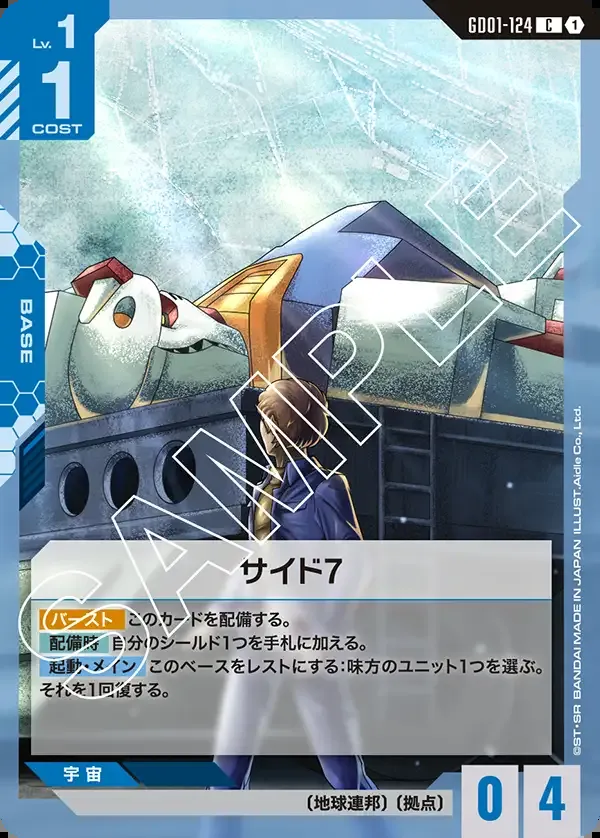 Lv. 1
1
COST
GD01-124 C 1
BASE
サイド7
バースト このカードを配備する。
配備時 自分のシールド1つを手札に加える。
起動・メイン このベースをレストにする：味方のユニット1つを選ぶ。
それを1回復する。
宇宙
〔地球連邦〕〔拠点〕
0 4
©ST・SR BANDAI MADE IN JAPAN ILLUST.Aidle Co., Ltd.
SAMPLE